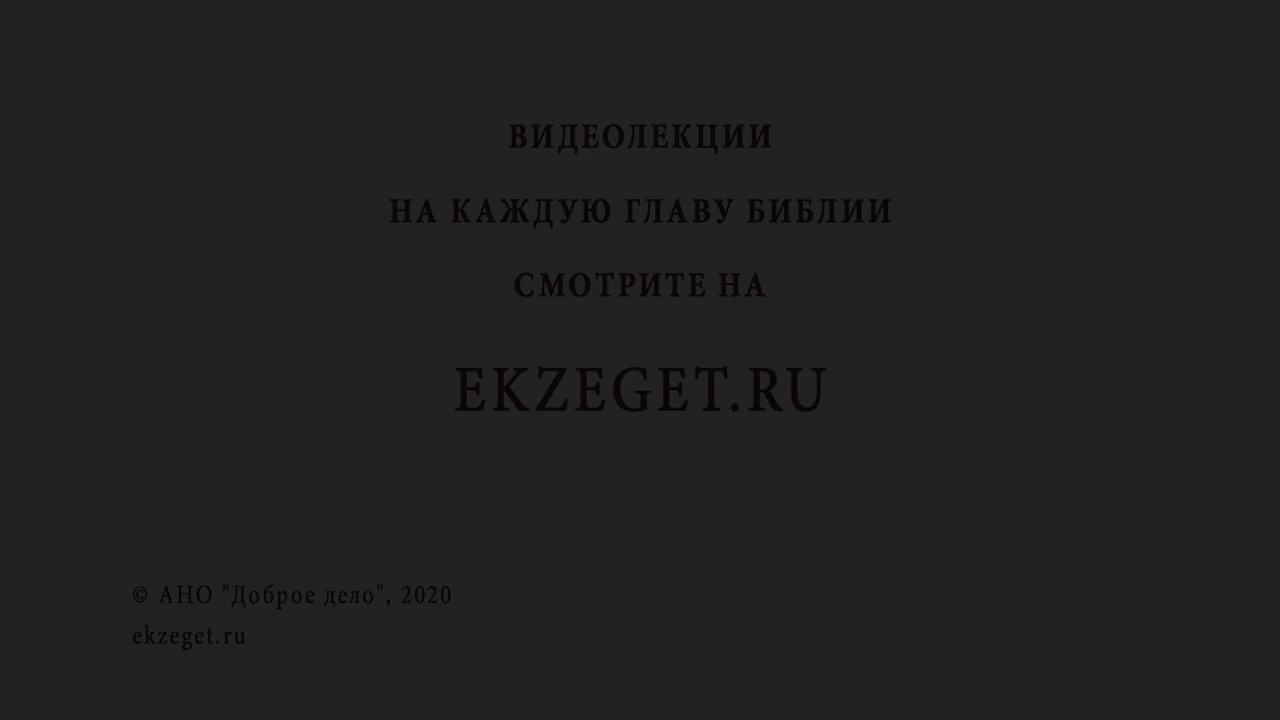 ВИДЕОЛЕКЦИИ
НА КАЖДУЮ ГЛАВУ БИБЛИИ
СМОТРИТЕ НА
EKZEGET.RU
© АНО "Доброе дело", 2020
ekzeget.ru